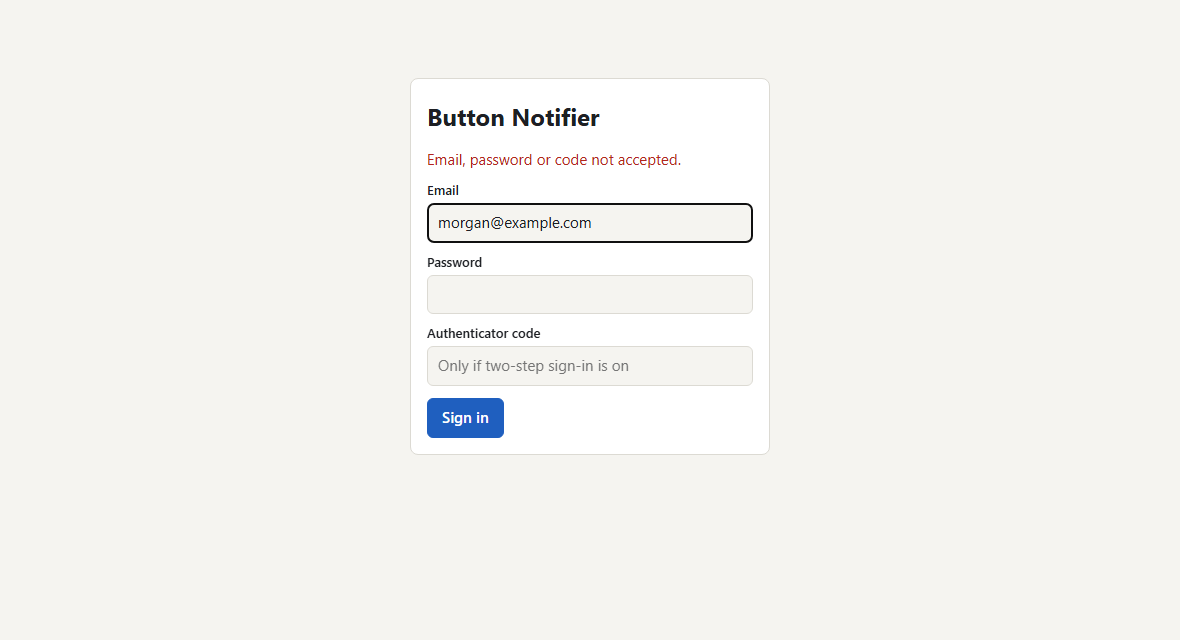 Button Notifier
Email, password or code not accepted.
Email
morgan@example.com
Password
Authenticator code
Only if two-step sign-in is on
Sign in